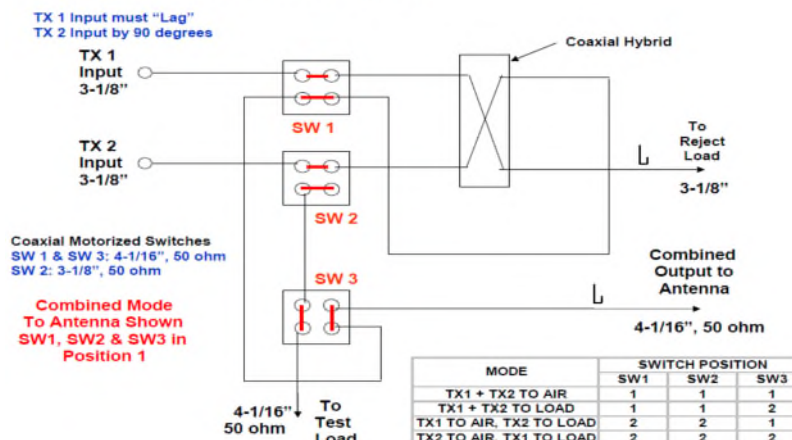 TX 1 Input must “Lag”
TX 2 Input by 90 degrees
TX 1
Input
3-1/8”
Coaxial Hybrid
SW 1
TX 2
Input
3-1/8”
To
Reject
Load
3-1/8”
SW 2
Coaxial Motorized Switches
SW 1 & SW 3: 4-1/16”, 50 ohm
SW 2: 3-1/8”, 50 ohm
SW 3
Combined
Output to
Antenna
4-1/16”, 50 ohm
Combined Mode
To Antenna Shown
SW1, SW2 & SW3 in
Position 1
4-1/16”
50 ohm
To
Test
Load
MODE SWITCH POSITION
SW1 SW2 SW3
TX1 + TX2 TO AIR 1 1 1
TX1 + TX2 TO LOAD 1 1 2
TX1 TO AIR, TX2 TO LOAD 2 2 1
TX2 TO AIR, TX1 TO LOAD 2 2 2